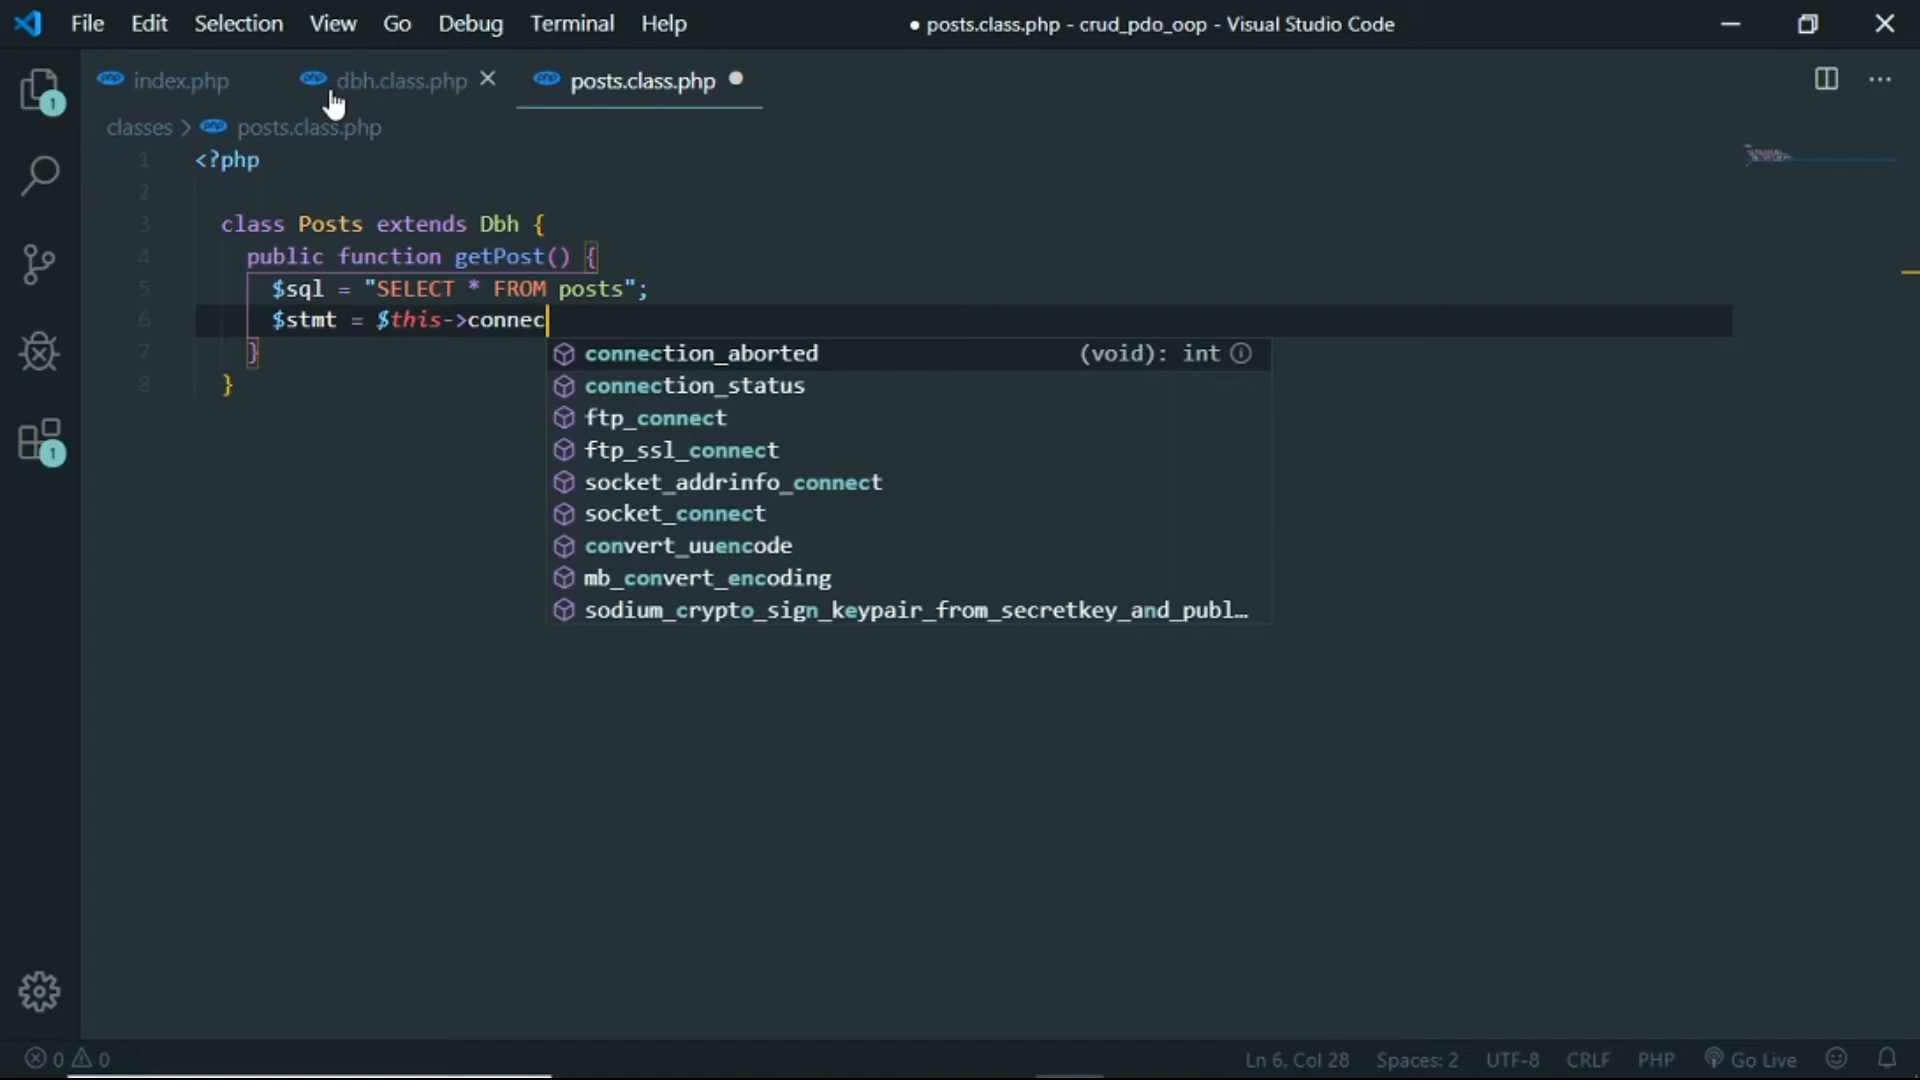 File Edit Selection View Go Debug Terminal Help ● posts.class.php - crud_pdo_oop - Visual Studio Code
index.php dbh.class.php posts.class.php
classes > posts.class.php
1 <?php
2
3 class Posts extends Dbh {
4 public function getPost() {
5 $sql = "SELECT * FROM posts";
6 $stmt = $this->connec
7 }
8 }
connection_aborted (void): int
connection_status
ftp_connect
ftp_ssl_connect
socket_addrinfo_connect
socket_connect
convert_uuencode
mb_convert_encoding
sodium_crypto_sign_keypair_from_secretkey_and_publ…
1
1
0 0 Ln 6, Col 28 Spaces: 2 UTF-8 CRLF PHP Go Live